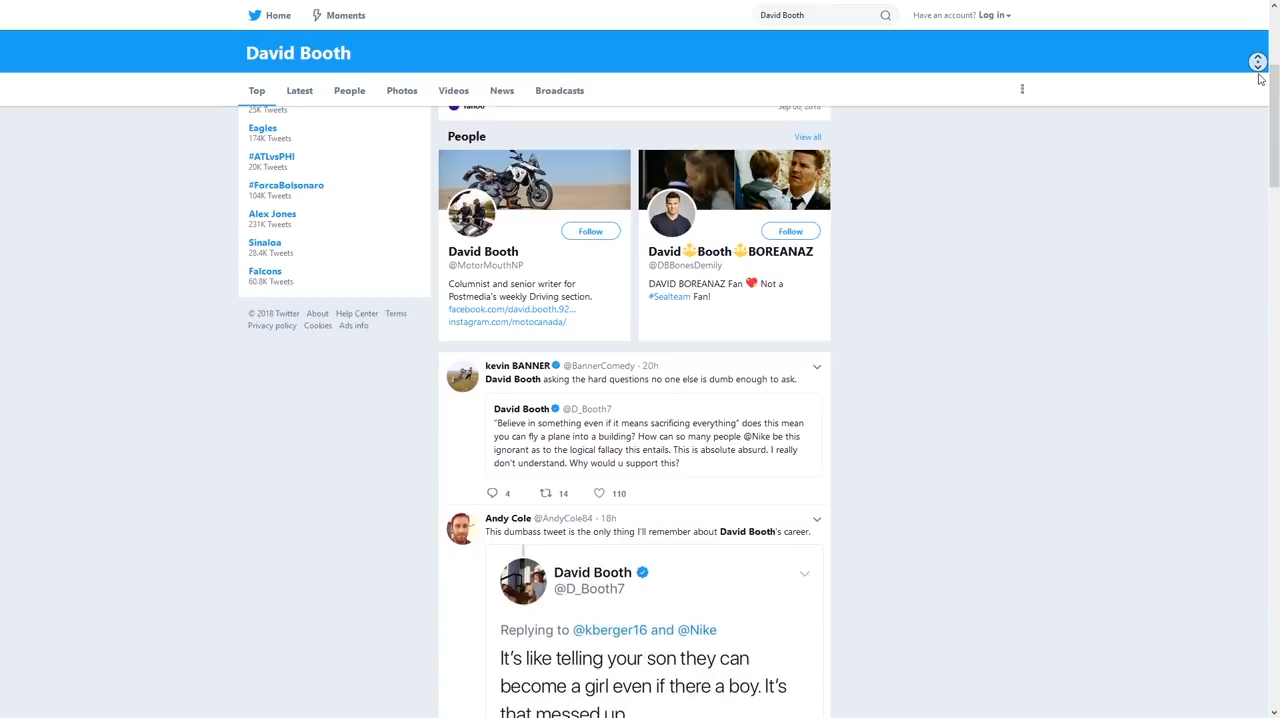 Home
Moments
David Booth
Have an account? Log in
David Booth
Top
Latest
People
Photos
Videos
News
Broadcasts
25K Tweets
Eagles
174K Tweets
#ATLvsPHI
20K Tweets
#ForcaBolsonaro
104K Tweets
Alex Jones
231K Tweets
Sinaloa
28.4K Tweets
Falcons
60.8K Tweets
© 2018 Twitter About Help Center Terms
Privacy policy Cookies Ads info
Yahoo
People
View all
Follow
David Booth
@MotorMouthNP
Columnist and senior writer for
Postmedia's weekly Driving section.
facebook.com/david.booth.92...
instagram.com/motocanada/
Follow
David Booth BOREANAZ
@DBBonesDemily
DAVID BOREANAZ Fan Not a
#Sealteam Fan!
kevin BANNER @BannerComedy · 20h
David Booth asking the hard questions no one else is dumb enough to ask.
David Booth @D_Booth7
"Believe in something even if it means sacrificing everything" does this mean
you can fly a plane into a building? How can so many people @Nike be this
ignorant as to the logical fallacy this entails. This is absolute absurd. I really
don't understand. Why would u support this?
4 14 110
Andy Cole @AndyCole84 · 18h
This dumbass tweet is the only thing I'll remember about David Booth's career.
David Booth
@D_Booth7
Replying to @kberger16 and @Nike
It's like telling your son they can
become a girl even if there a boy. It's
that messed up